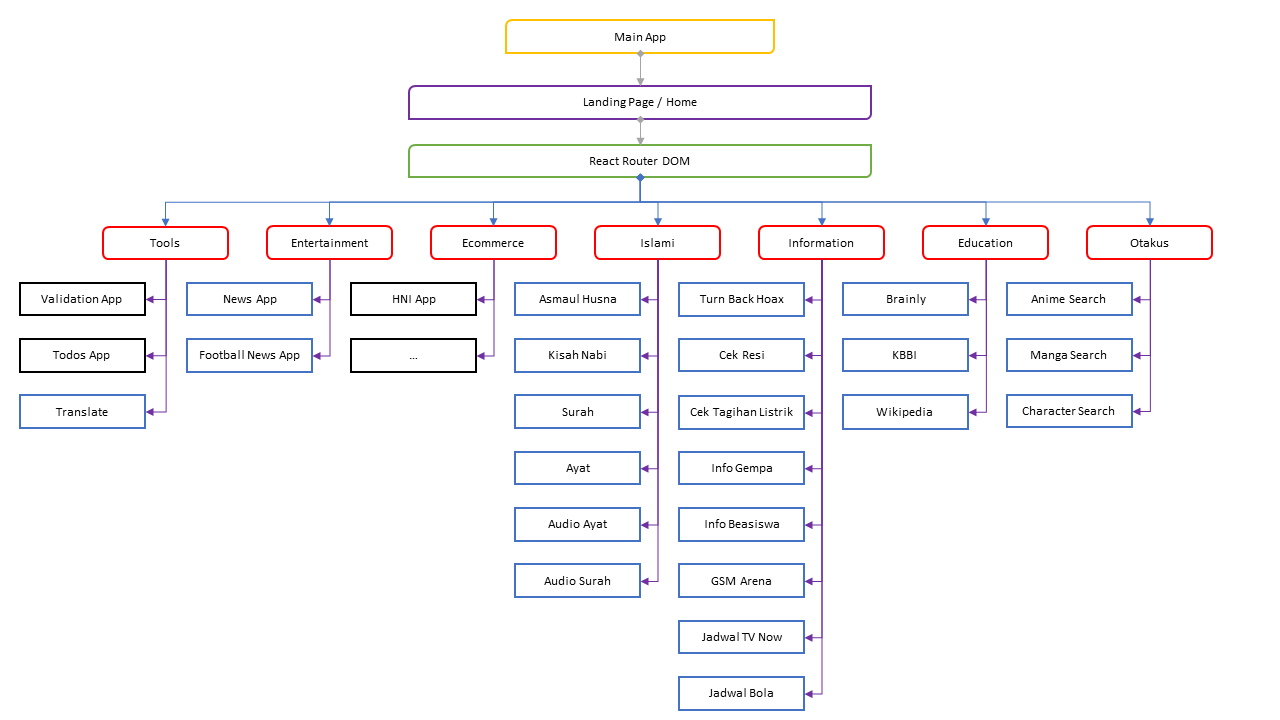 Main App
Landing Page / Home
React Router DOM
Tools
Entertainment
Ecommerce
Islami
Information
Education
Otakus
Validation App
Todos App
Translate
News App
Football News App
HNI App
...
Asmaul Husna
Kisah Nabi
Surah
Ayat
Audio Ayat
Audio Surah
Turn Back Hoax
Cek Resi
Cek Tagihan Listrik
Info Gempa
Info Beasiswa
GSM Arena
Jadwal TV Now
Jadwal Bola
Brainly
KBBI
Wikipedia
Anime Search
Manga Search
Character Search